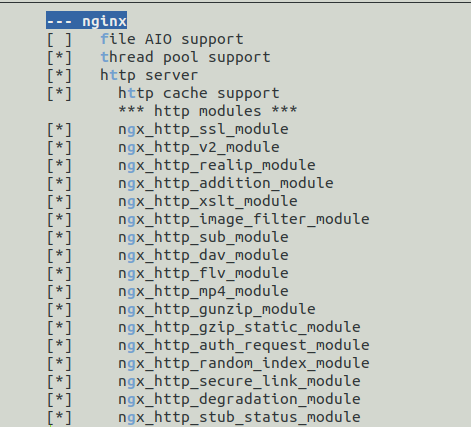 --- nginx
[ ] file AIO support
[*] thread pool support
[*] http server
[*] http cache support
*** http modules ***
[*] ngx_http_ssl_module
[*] ngx_http_v2_module
[*] ngx_http_realip_module
[*] ngx_http_addition_module
[*] ngx_http_xslt_module
[*] ngx_http_image_filter_module
[*] ngx_http_sub_module
[*] ngx_http_dav_module
[*] ngx_http_flv_module
[*] ngx_http_mp4_module
[*] ngx_http_gunzip_module
[*] ngx_http_gzip_static_module
[*] ngx_http_auth_request_module
[*] ngx_http_random_index_module
[*] ngx_http_secure_link_module
[*] ngx_http_degradation_module
[*] ngx_http_stub_status_module